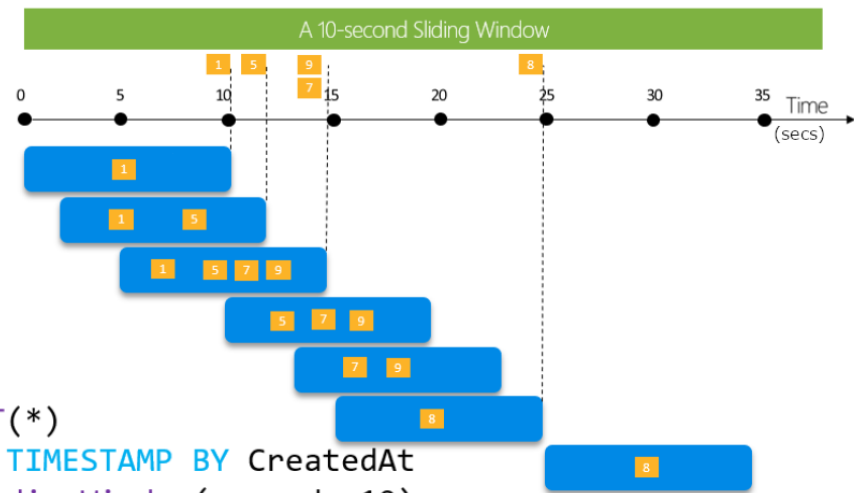 A 10-second Sliding Window
1 5 9 8
7
0 5 10 15 20 25 30 35 Time
(secs)
1
1 5
1 5 7 9
5 7 9
7 9
8
(*)
TIMESTAMP BY CreatedAt
8